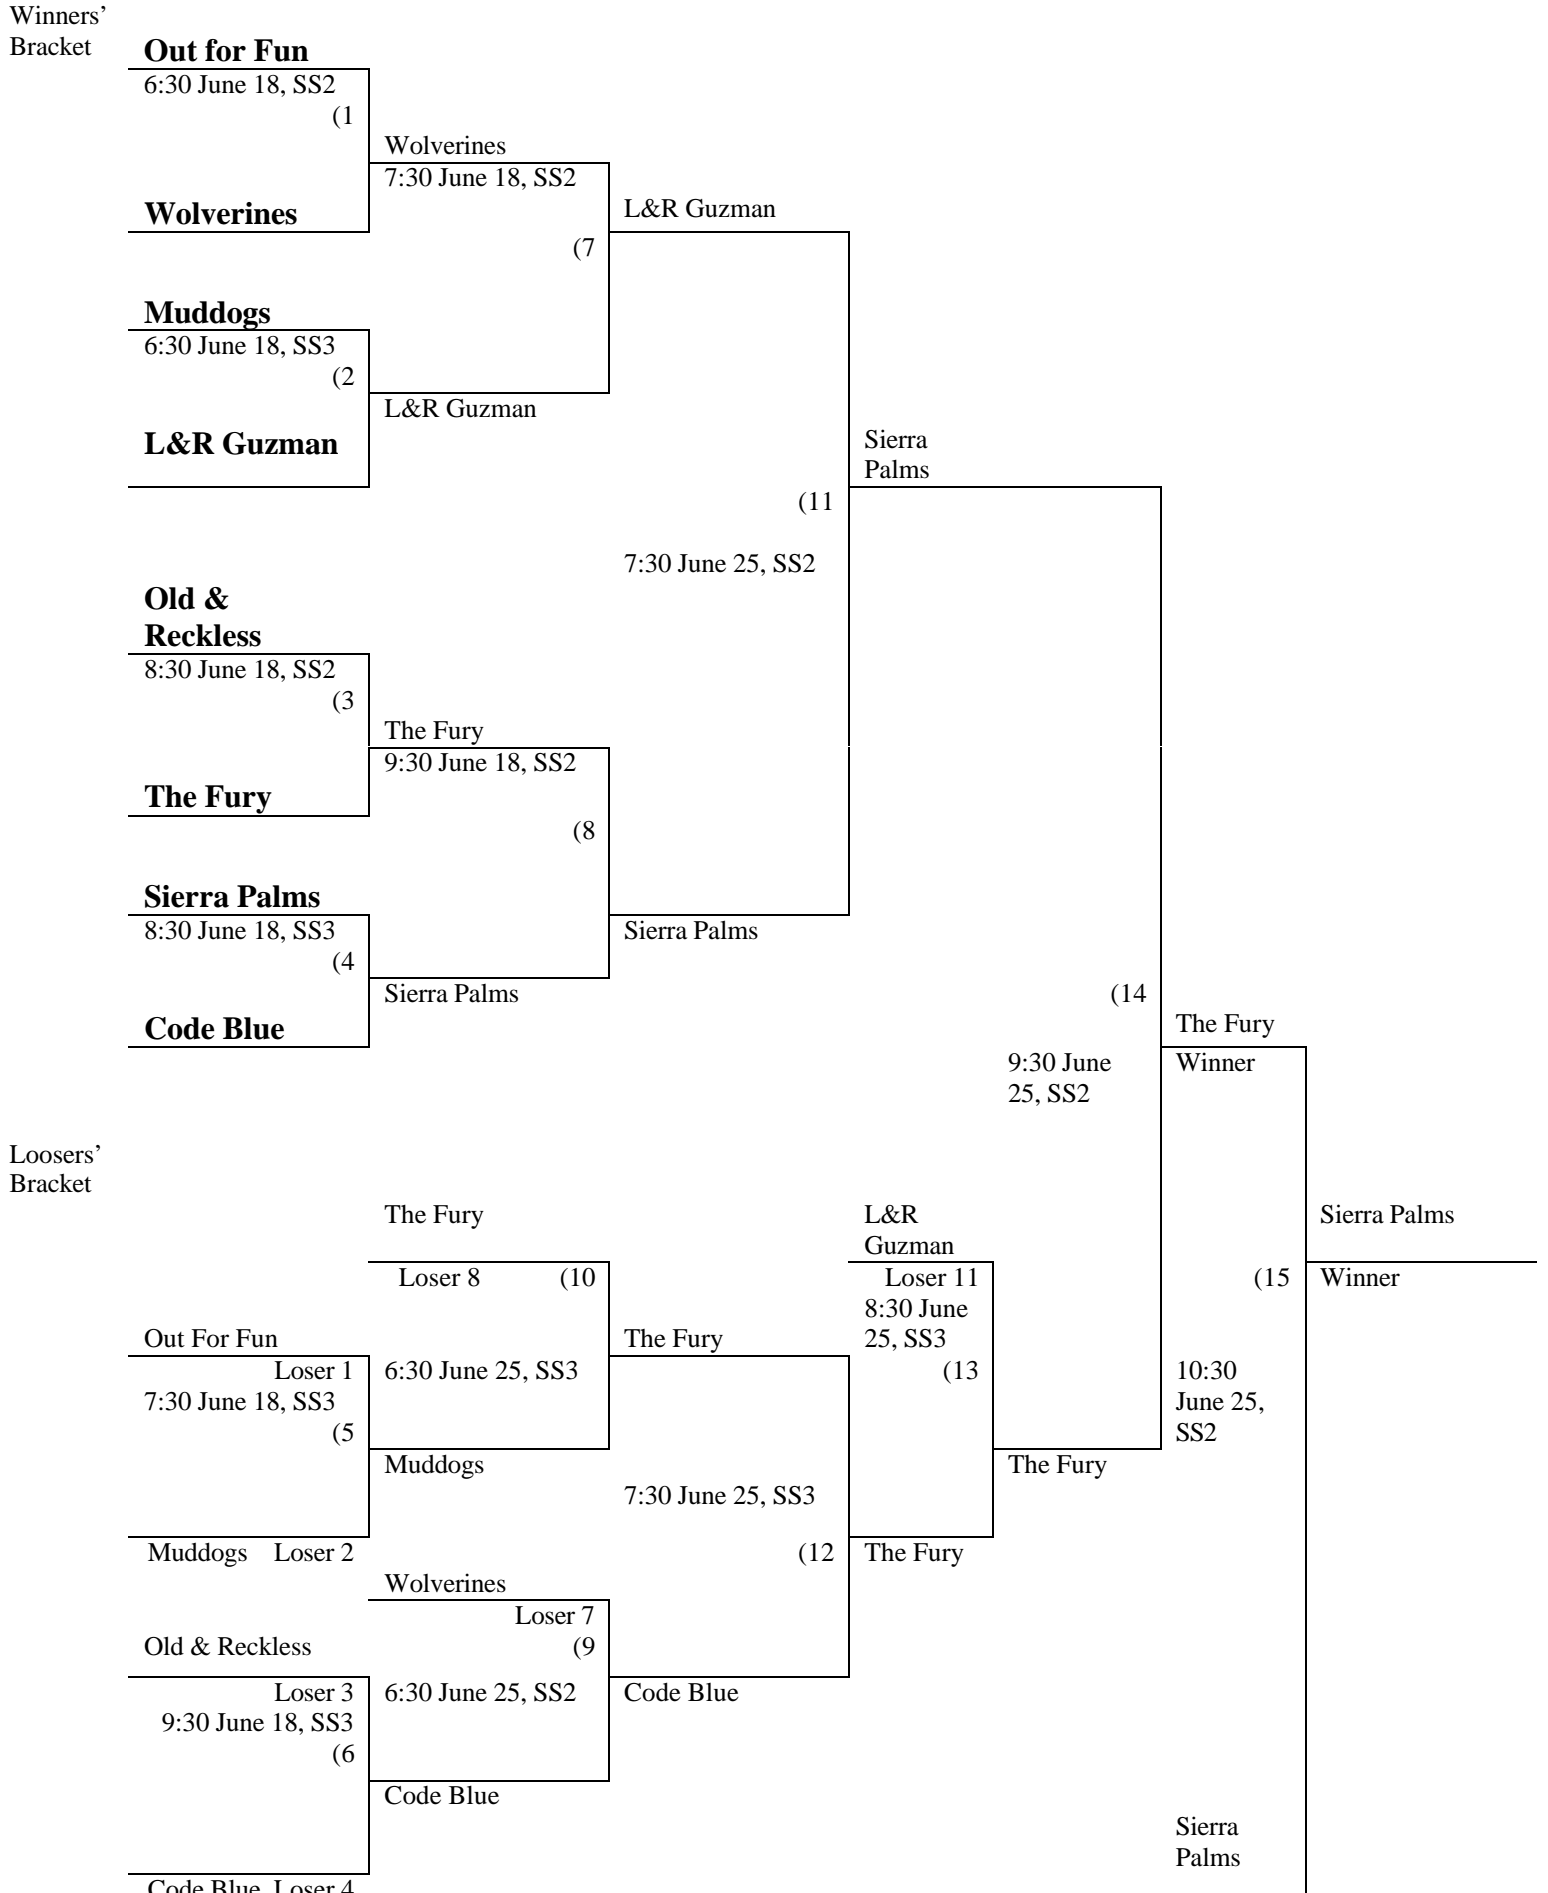 Winners'
Bracket
Out for Fun
6:30 June 18, SS2
(1
Wolverines
7:30 June 18, SS2
Wolverines
L&R Guzman
(7
Muddogs
6:30 June 18, SS3
(2
L&R Guzman
L&R Guzman
Sierra
Palms
(11
7:30 June 25, SS2
Old &
Reckless
8:30 June 18, SS2
(3
The Fury
9:30 June 18, SS2
The Fury
(8
Sierra Palms
8:30 June 18, SS3
Sierra Palms
(4
Sierra Palms
(14
Code Blue
The Fury
9:30 June
25, SS2
Winner
Loosers'
Bracket
The Fury
L&R
Guzman
Sierra Palms
Loser 8 (10
Loser 11
(15
Winner
8:30 June
25, SS3
Out For Fun
The Fury
Loser 1
6:30 June 25, SS3
(13
10:30
June 25,
SS2
7:30 June 18, SS3
(5
Muddogs
The Fury
7:30 June 25, SS3
Muddogs Loser 2
(12
The Fury
Wolverines
Loser 7
Old & Reckless
(9
Loser 3
6:30 June 25, SS2
Code Blue
9:30 June 18, SS3
(6
Code Blue
Sierra
Palms
Code Blue Loser 4